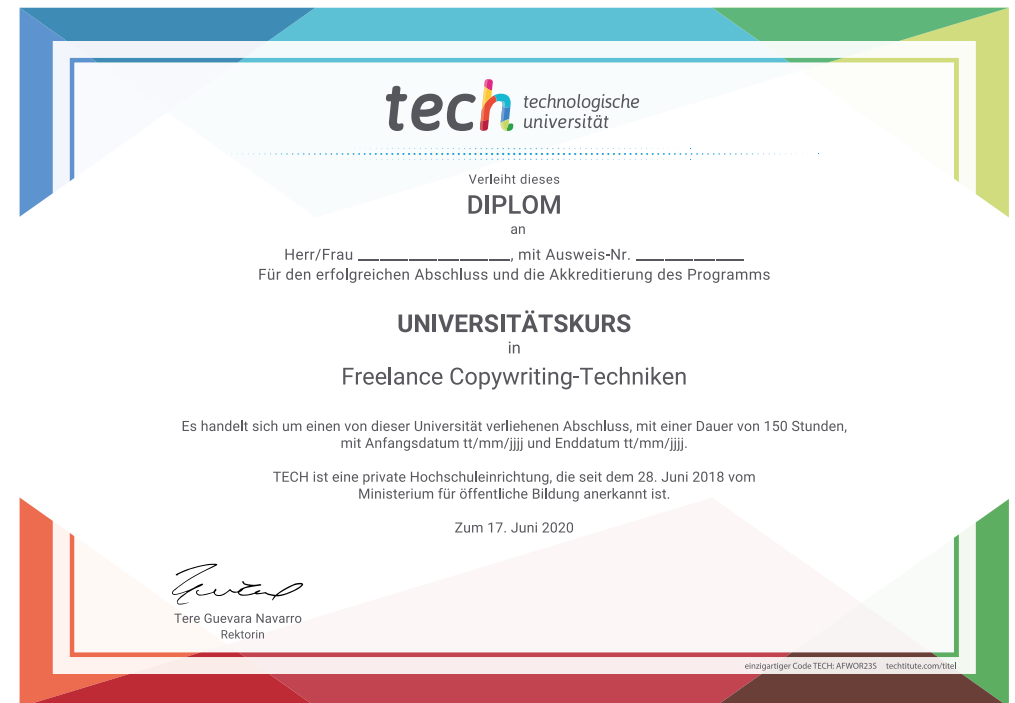 tech technologische
universität
Verleiht dieses
DIPLOM
an
Herr/Frau ____________________, mit Ausweis-Nr. ______________
Für den erfolgreichen Abschluss und die Akkreditierung des Programms
UNIVERSITÄTSKURS
in
Freelance Copywriting-Techniken
Es handelt sich um einen von dieser Universität verliehenen Abschluss, mit einer Dauer von 150 Stunden,
mit Anfangsdatum tt/mm/jjjj und Enddatum tt/mm/jjjj.
TECH ist eine private Hochschuleinrichtung, die seit dem 28. Juni 2018 vom
Ministerium für öffentliche Bildung anerkannt ist.
Zum 17. Juni 2020
Tere Guevara Navarro
Rektorin
einzigartiger Code TECH: AFWOR23S techtitute.com/titel